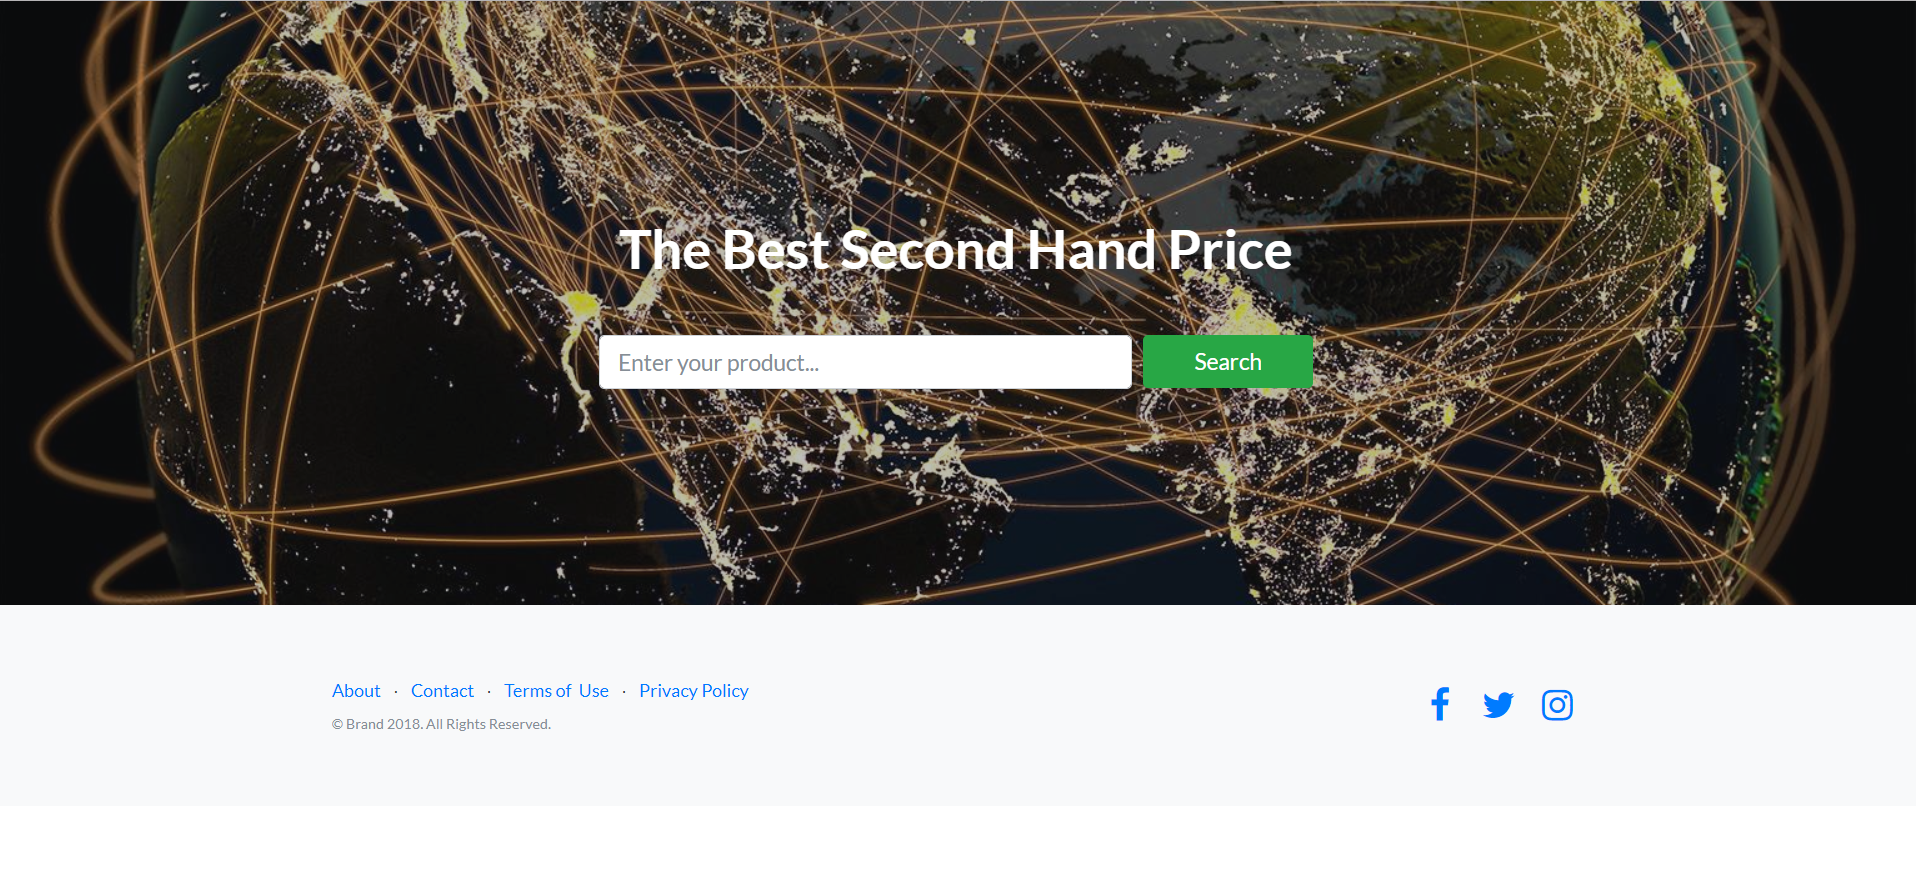 The Best Second Hand Price
Enter your product...
Search
About · Contact · Terms of Use · Privacy Policy
© Brand 2018. All Rights Reserved.